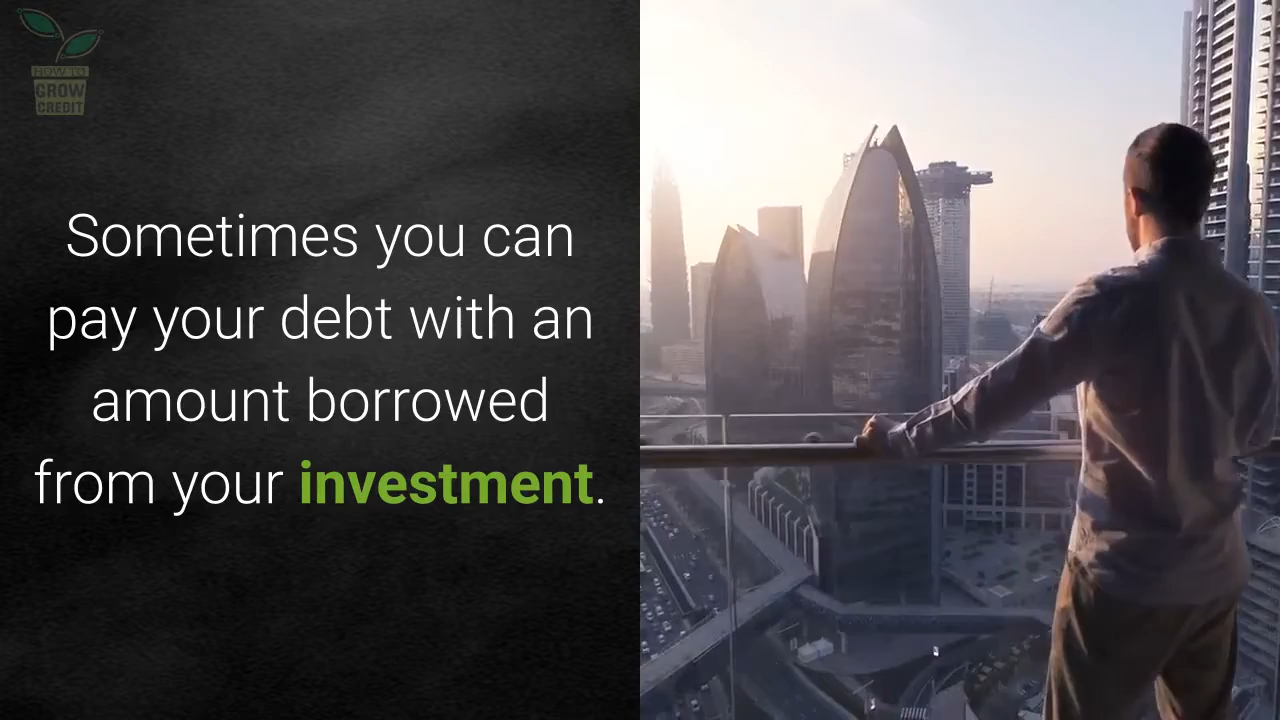 HOW TO
GROW
CREDIT
Sometimes you can
pay your debt with an
amount borrowed
from your investment.